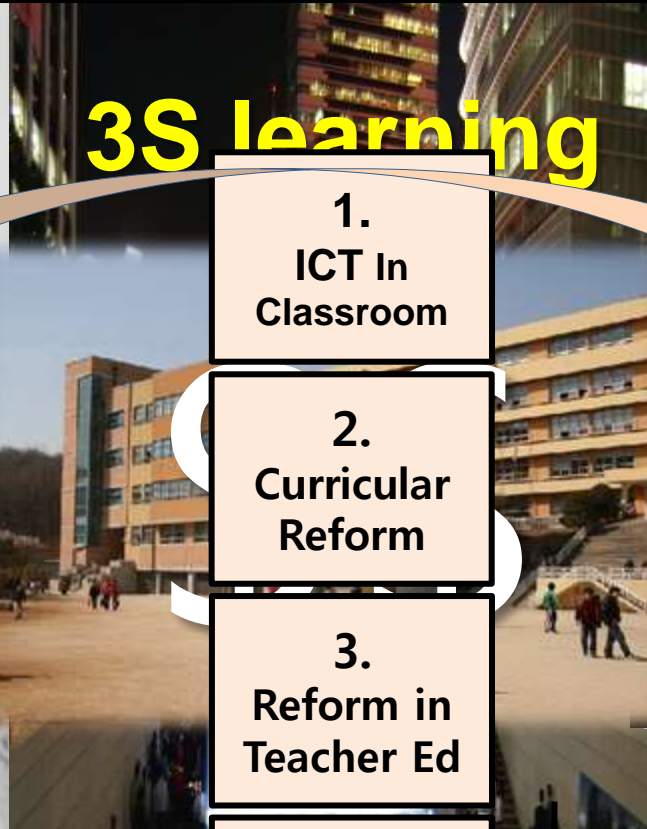 3S learning
1.
ICT In
Classroom
S
2.
Curricular
Reform
3.
Reform in
Teacher Ed